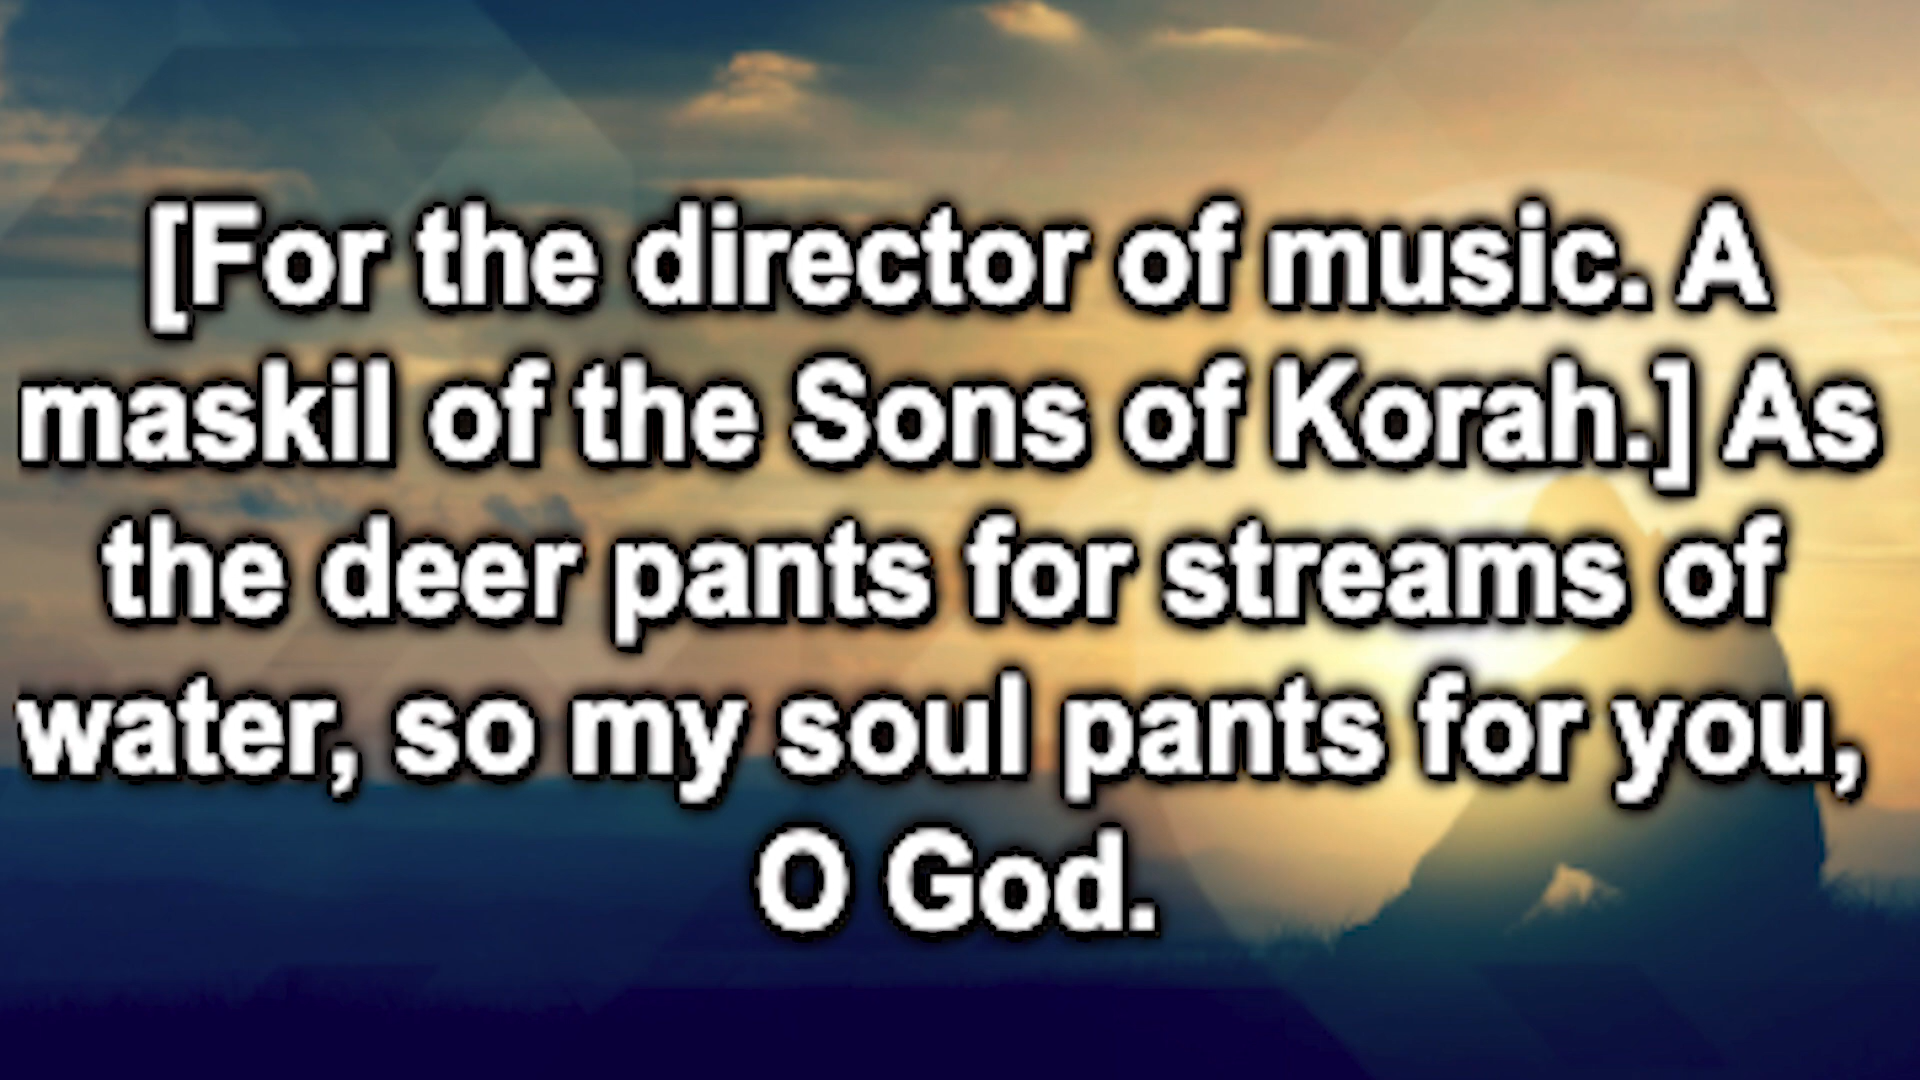 [For the director of music. A
maskil of the Sons of Korah.] As
the deer pants for streams of
water, so my soul pants for you,
O God.